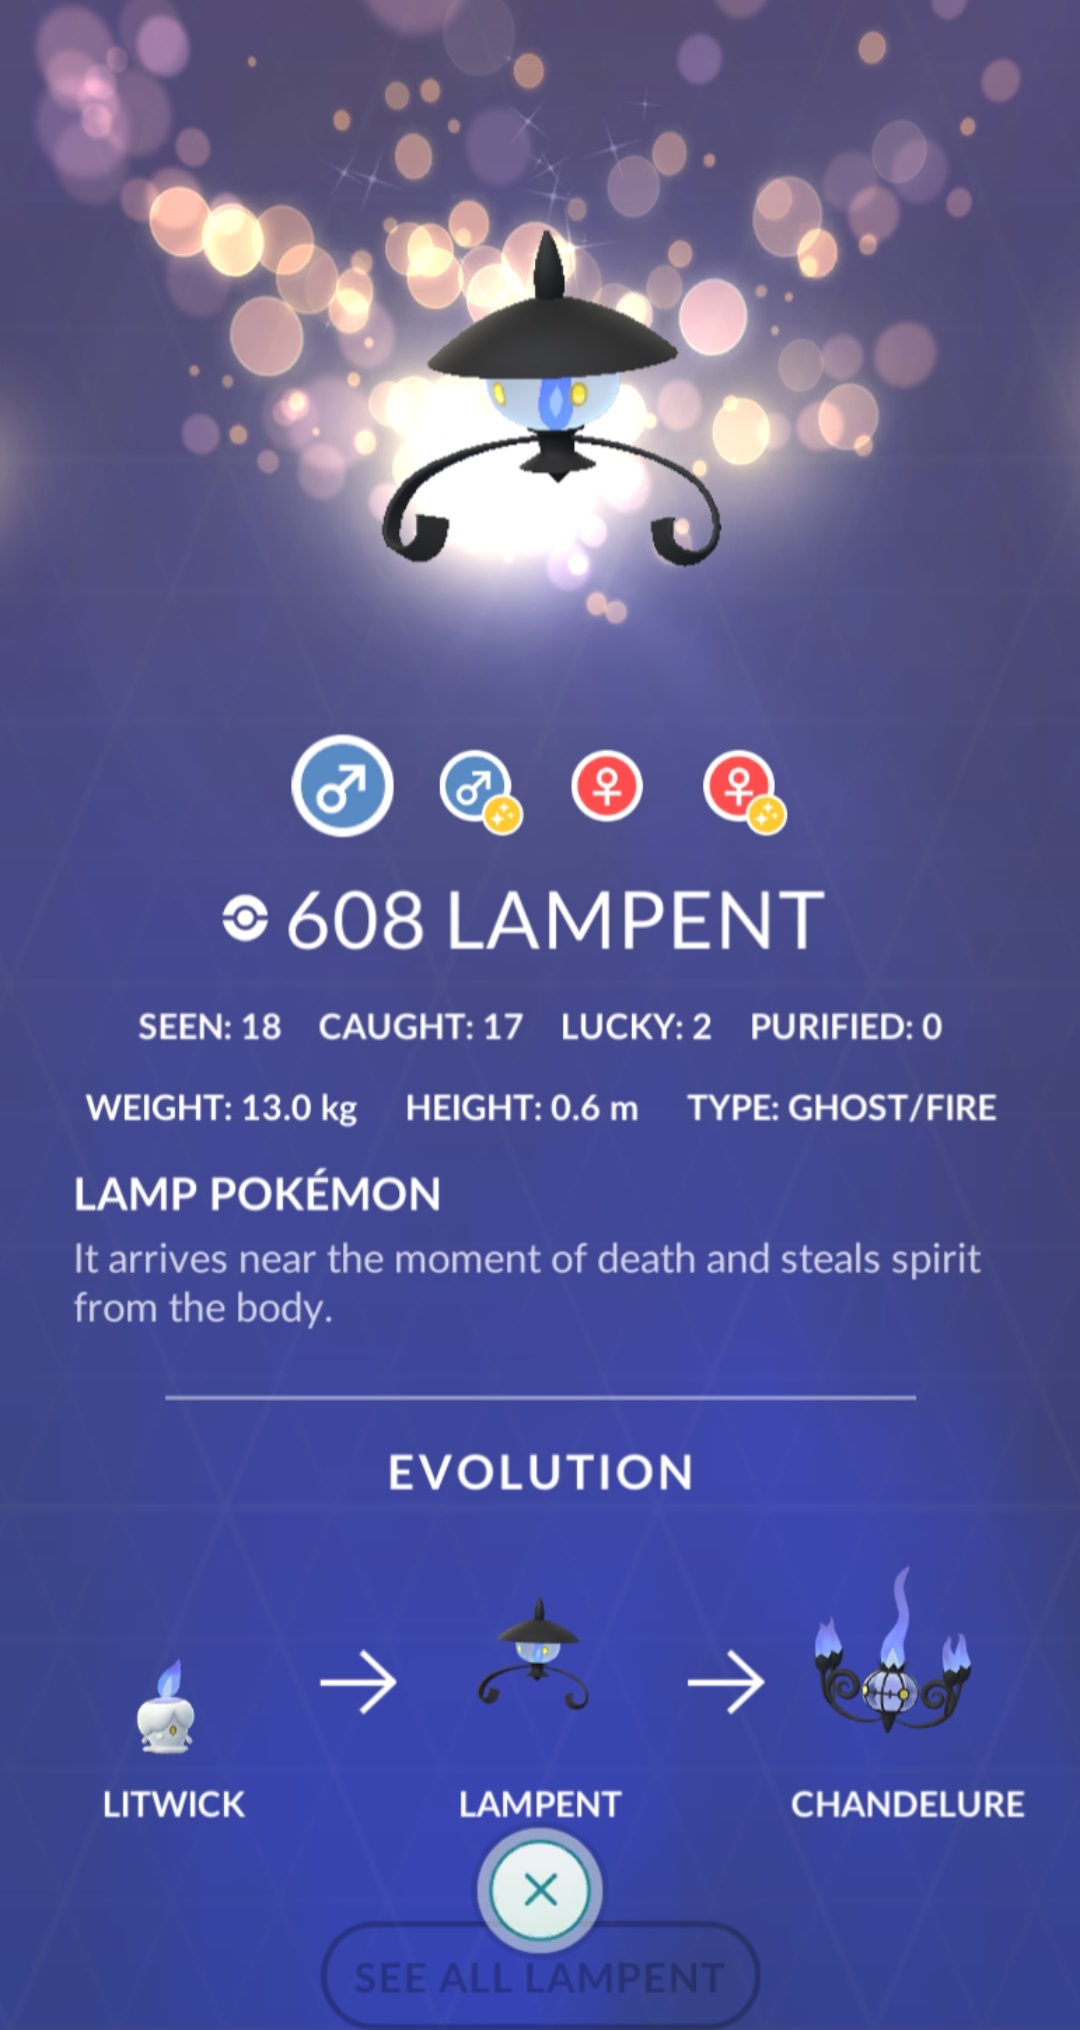 608 LAMPENT
SEEN: 18 CAUGHT: 17 LUCKY: 2 PURIFIED: 0
WEIGHT: 13.0 kg HEIGHT: 0.6 m TYPE: GHOST/FIRE
LAMP POKÉMON
It arrives near the moment of death and steals spirit
from the body.
EVOLUTION
LITWICK LAMPENT CHANDELURE
SEE ALL LAMPENT